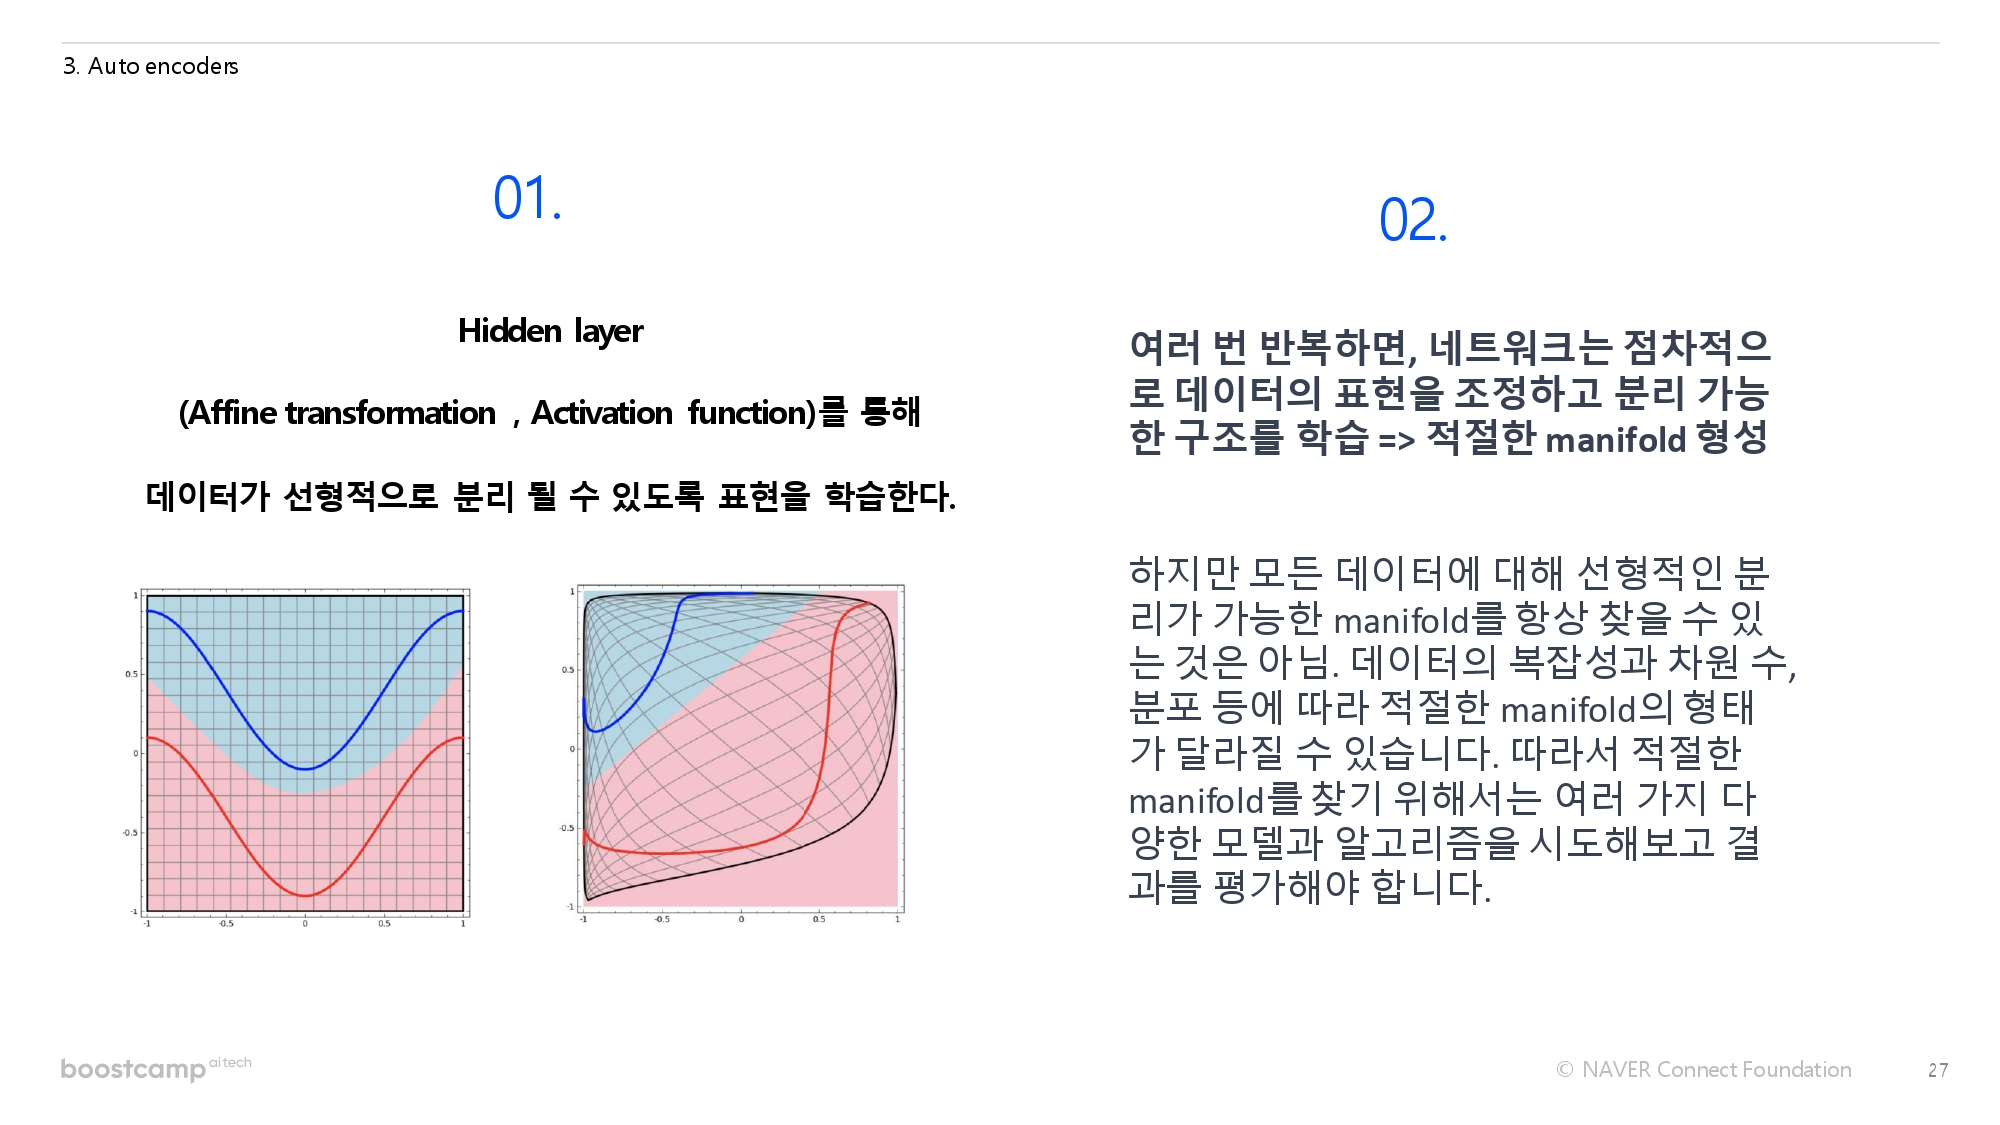 3. Auto encoders
01.
Hidden layer
(Affine transformation , Activation function)를 통해
데이터가 선형적으로 분리 될 수 있도록 표현을 학습한다.
1
0.5
0
-0.5
-1
-1
-0.5
0
0.5
1
1
0.5
0
-0.5
-1
-1
-0.5
0
0.5
1
02.
여러 번 반복하면, 네트워크는 점차적으
로 데이터의 표현을 조정하고 분리 가능
한 구조를 학습 => 적절한 manifold 형성
하지만 모든 데이터에 대해 선형적인 분
리가 가능한 manifold를 항상 찾을 수 있
는 것은 아님. 데이터의 복잡성과 차원 수,
분포 등에 따라 적절한 manifold의 형태
가 달라질 수 있습니다. 따라서 적절한
manifold를 찾기 위해서는 여러 가지 다
양한 모델과 알고리즘을 시도해보고 결
과를 평가해야 합니다.
boostcamp ai tech
© NAVER Connect Foundation
27